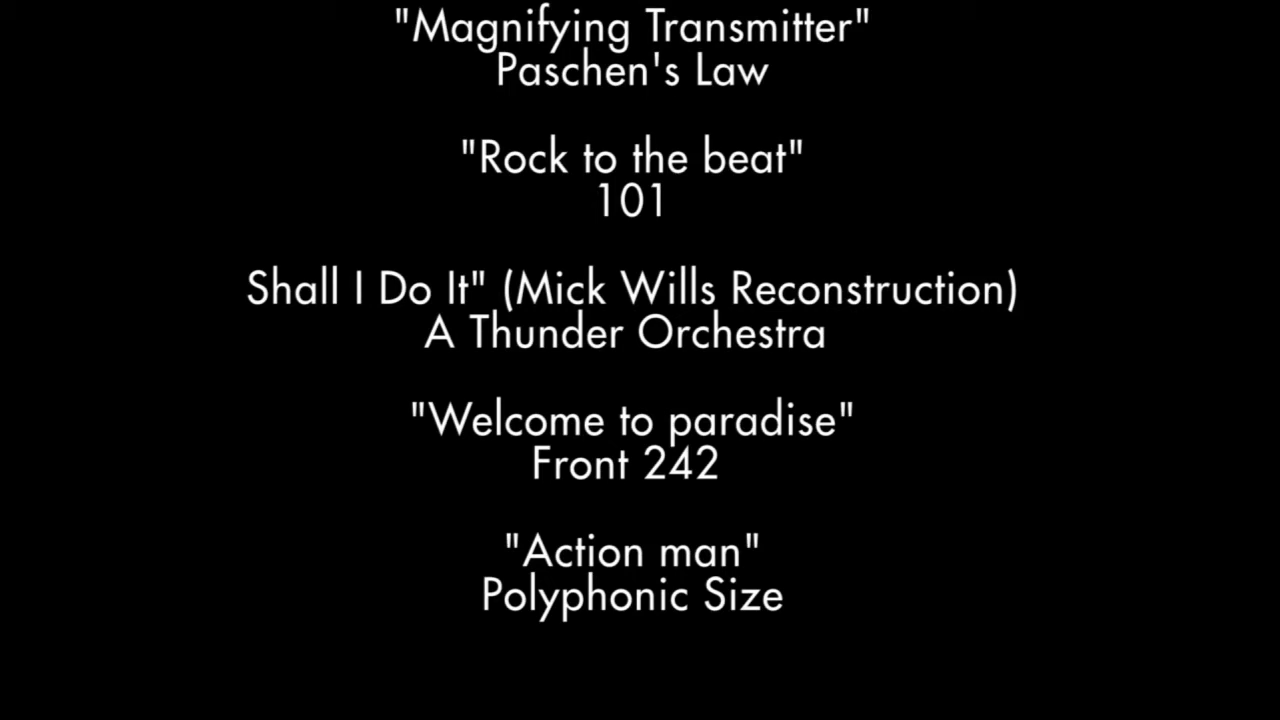 "Magnifying Transmitter"
Paschen's Law
"Rock to the beat"
101
Shall I Do It" (Mick Wills Reconstruction)
A Thunder Orchestra
"Welcome to paradise"
Front 242
"Action man"
Polyphonic Size